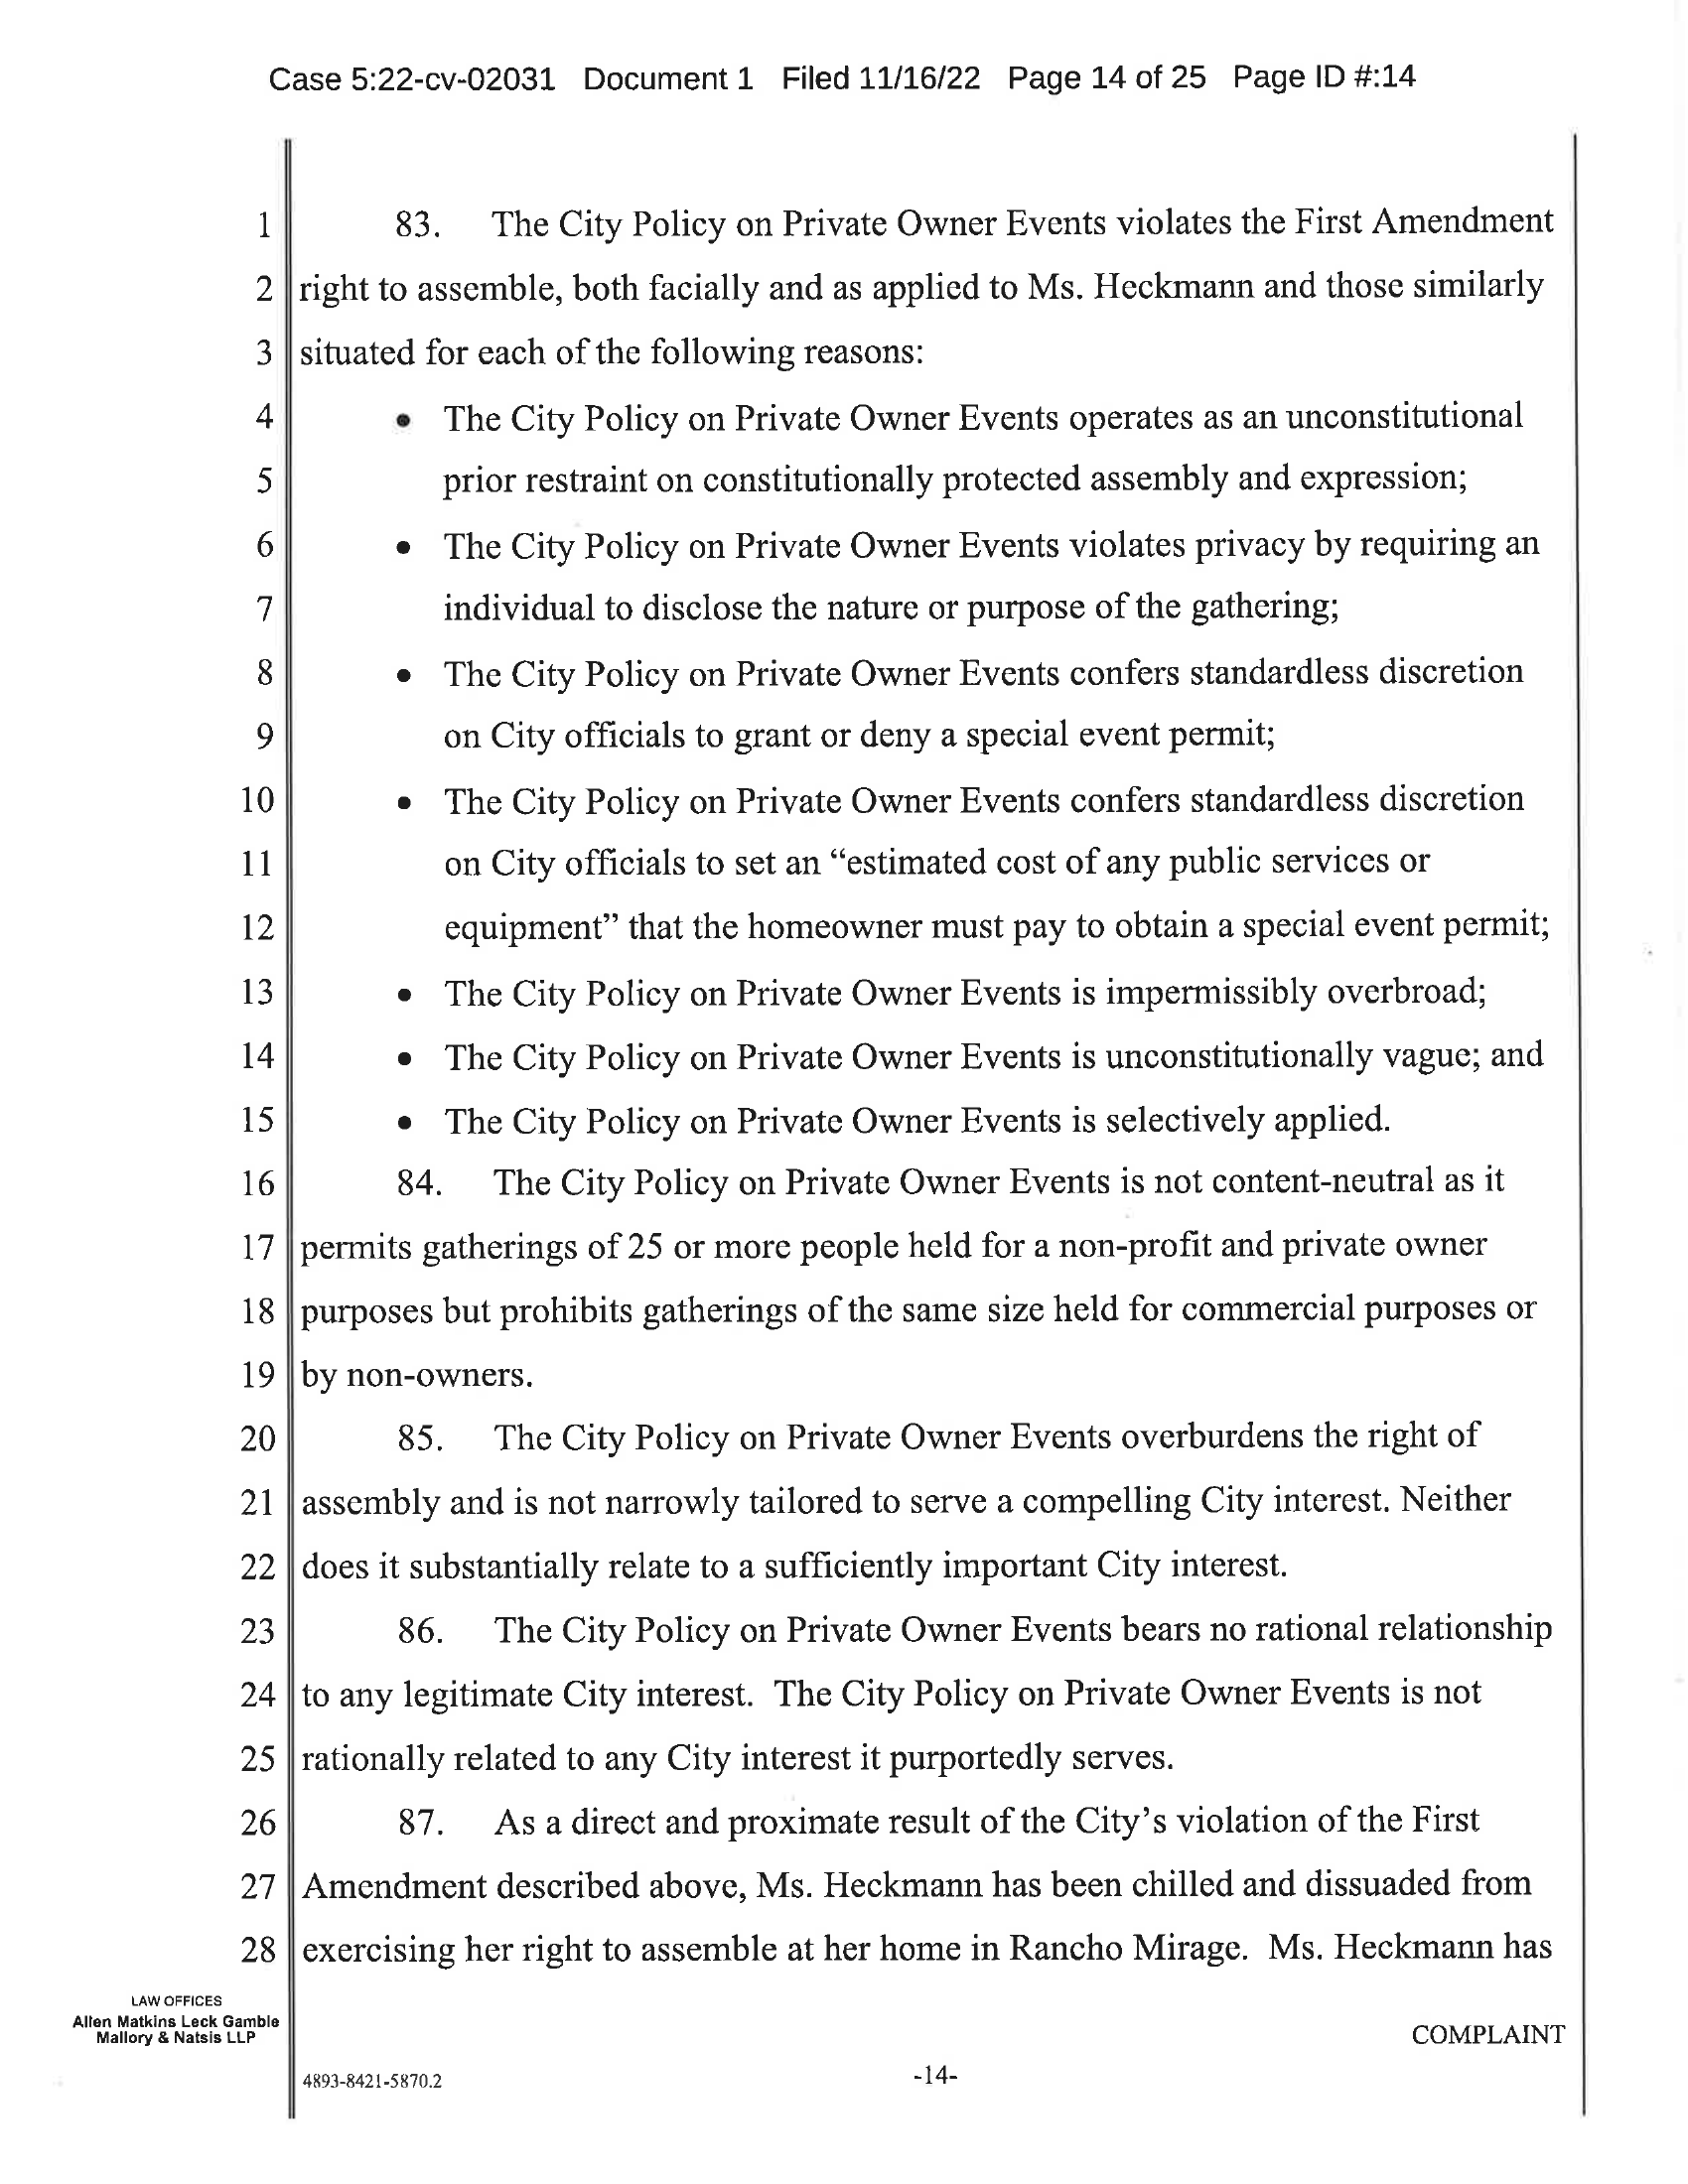 Case 5:22-cv-02031 Document 1 Filed 11/16/22 Page 14 of 25 Page ID #:14
1 83. The City Policy on Private Owner Events violates the First Amendment
2 right to assemble, both facially and as applied to Ms. Heckmann and those similarly
3 situated for each of the following reasons:
4 • The City Policy on Private Owner Events operates as an unconstitutional
5 prior restraint on constitutionally protected assembly and expression;
6 • The City Policy on Private Owner Events violates privacy by requiring an
7 individual to disclose the nature or purpose of the gathering;
8 • The City Policy on Private Owner Events confers standardless discretion
9 on City officials to grant or deny a special event permit;
10 • The City Policy on Private Owner Events confers standardless discretion
11 on City officials to set an “estimated cost of any public services or
12 equipment” that the homeowner must pay to obtain a special event permit;
13 • The City Policy on Private Owner Events is impermissibly overbroad;
14 • The City Policy on Private Owner Events is unconstitutionally vague; and
15 • The City Policy on Private Owner Events is selectively applied.
16 84. The City Policy on Private Owner Events is not content-neutral as it
17 permits gatherings of 25 or more people held for a non-profit and private owner
18 purposes but prohibits gatherings of the same size held for commercial purposes or
19 by non-owners.
20 85. The City Policy on Private Owner Events overburdens the right of
21 assembly and is not narrowly tailored to serve a compelling City interest. Neither
22 does it substantially relate to a sufficiently important City interest.
23 86. The City Policy on Private Owner Events bears no rational relationship
24 to any legitimate City interest.  The City Policy on Private Owner Events is not
25 rationally related to any City interest it purportedly serves.
26 87. As a direct and proximate result of the City’s violation of the First
27 Amendment described above, Ms. Heckmann has been chilled and dissuaded from
28 exercising her right to assemble at her home in Rancho Mirage.  Ms. Heckmann has
LAW OFFICES
Allen Matkins Leck Gamble
Mallory & Natsis LLP
COMPLAINT
4893-8421-5870.2
-14-